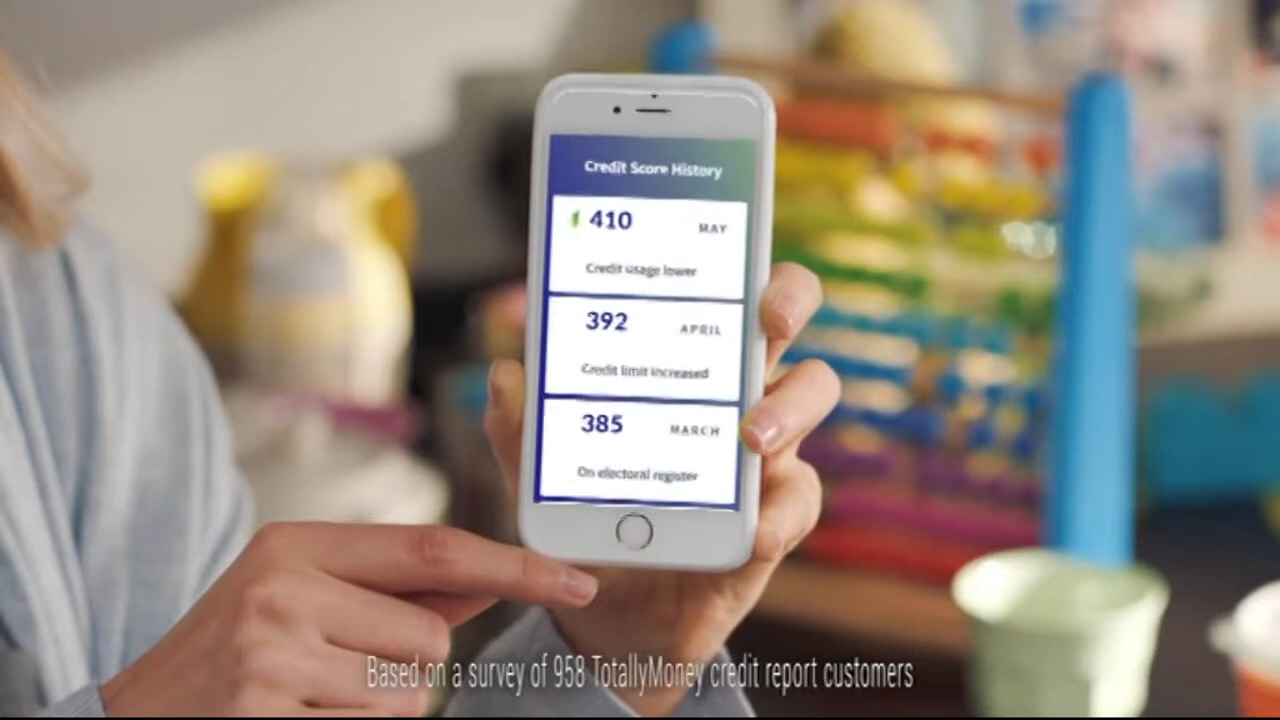 Credit Score History
410 MAY
Credit usage lower
392 APRIL
Credit limit increased
385 MARCH
On electoral register
Based on a survey of 958 TotallyMoney credit report customers